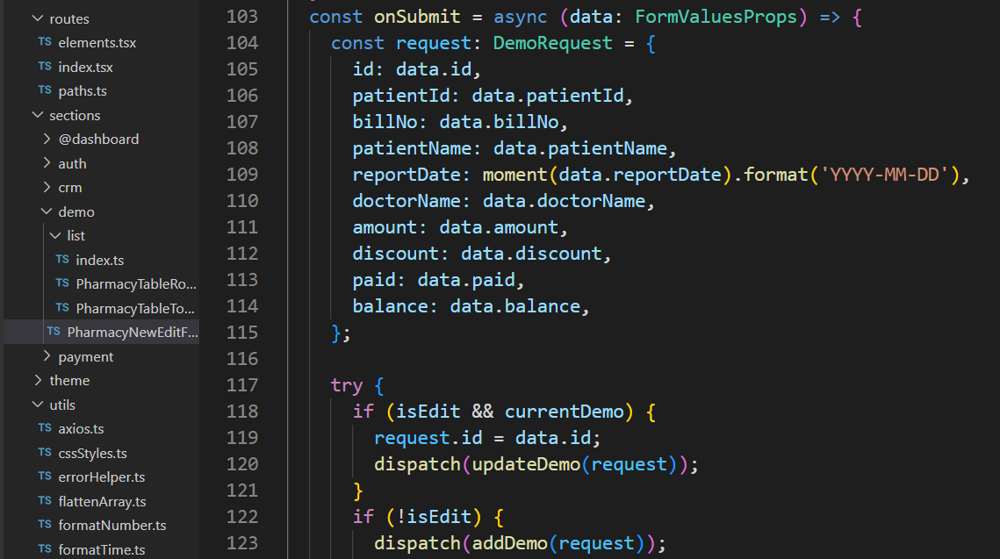 routes
TS elements.tsx
TS index.tsx
TS paths.ts
sections
@dashboard
auth
crm
demo
list
TS index.ts
TS PharmacyTableRo...
TS PharmacyTableTo...
TS PharmacyNewEditF...
payment
theme
utils
TS axios.ts
TS cssStyles.ts
TS errorHelper.ts
TS flattenArray.ts
TS formatNumber.ts
TS formatTime.ts
103 const onSubmit = async (data: FormValuesProps) => {
104 const request: DemoRequest = {
105 id: data.id,
106 patientId: data.patientId,
107 billNo: data.billNo,
108 patientName: data.patientName,
109 reportDate: moment(data.reportDate).format('YYYY-MM-DD'),
110 doctorName: data.doctorName,
111 amount: data.amount,
112 discount: data.discount,
113 paid: data.paid,
114 balance: data.balance,
115 };
116
117 try {
118 if (isEdit && currentDemo) {
119 request.id = data.id;
120 dispatch(updateDemo(request));
121 }
122 if (!isEdit) {
123 dispatch(addDemo(request));